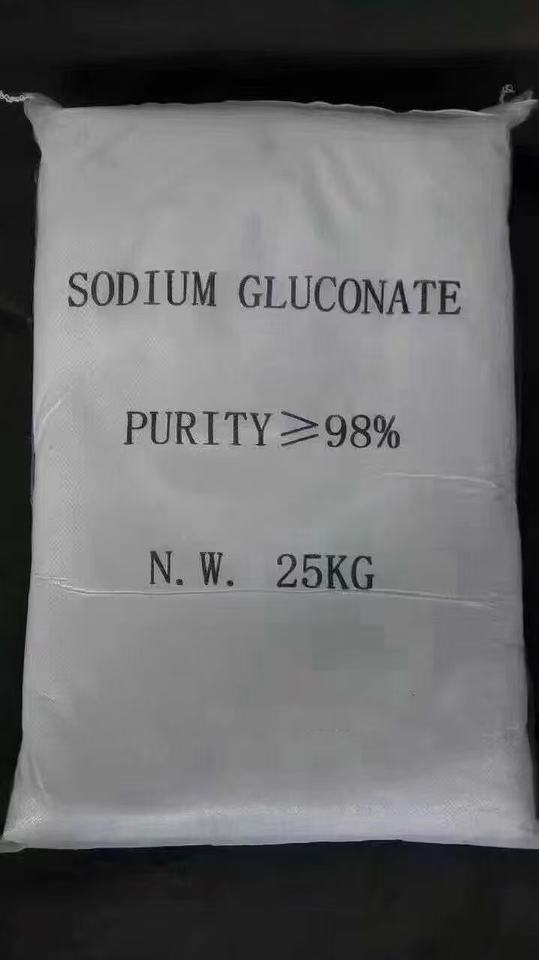 SODIUM GLUCONATE
PURITY≥98%
N.W. 25KG